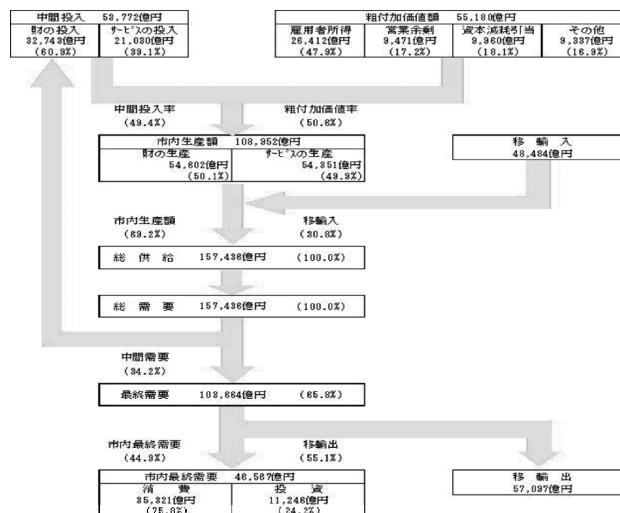 中間投入 53,772億円
財の投入 サービスの投入
32,743億円 21,030億円
(60.9%) (39.1%)
粗付加価値額 55,180億円
雇用者所得 営業余剰 資本減耗引当 その他
26,412億円 9,471億円 9,960億円 9,337億円
(47.9%) (17.2%) (18.1%) (16.9%)
中間投入率 粗付加価値率
(49.4%) (50.6%)
市内生産額 108,952億円
財の生産 サービスの生産
54,602億円 54,351億円
(50.1%) (49.9%)
移 輸 入
48,484億円
市内生産額 移輸入
(69.2%) (30.8%)
総 供 給 157,436億円 (100.0%)
総 需 要 157,436億円 (100.0%)
中間需要
(34.2%)
最終需要 103,664億円 (65.8%)
市内最終需要 移輸出
(44.9%) (55.1%)
市内最終需要 46,567億円
消 費 投 資
35,321億円 11,246億円
(75.8%) (24.2%)
移 輸 出
57,097億円